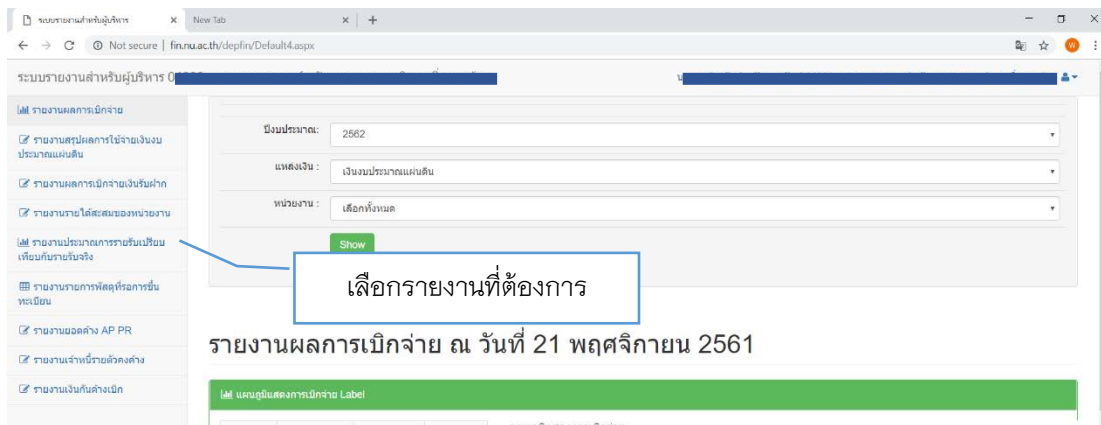 ระบบรายงานสำหรับผู้บริหาร
New Tab
Not secure | fin.nu.ac.th/depfin/Default4.aspx
W
ระบบรายงานสำหรับผู้บริหาร
รายงานผลการเบิกจ่าย
รายงานสรุปผลการใช้จ่ายเงินงบ
ประมาณแผ่นดิน
รายงานผลการเบิกจ่ายเงินรับฝาก
รายงานรายได้สะสมของหน่วยงาน
รายงานประมาณการรายรับเปรียบ
เทียบกับรายรับจริง
รายงานรายการพัสดุที่รอการขึ้น
ทะเบียน
รายงานยอดค้าง AP PR
รายงานเจ้าหนี้รายตัวคงค้าง
รายงานเงินกันค้างเบิก
ปีงบประมาณ: 2562
แหล่งเงิน : เงินงบประมาณแผ่นดิน
หน่วยงาน : เลือกทั้งหมด
Show
เลือกรายงานที่ต้องการ
รายงานผลการเบิกจ่าย ณ วันที่ 21 พฤศจิกายน 2561
แผนภูมิแสดงการเบิกจ่าย Label